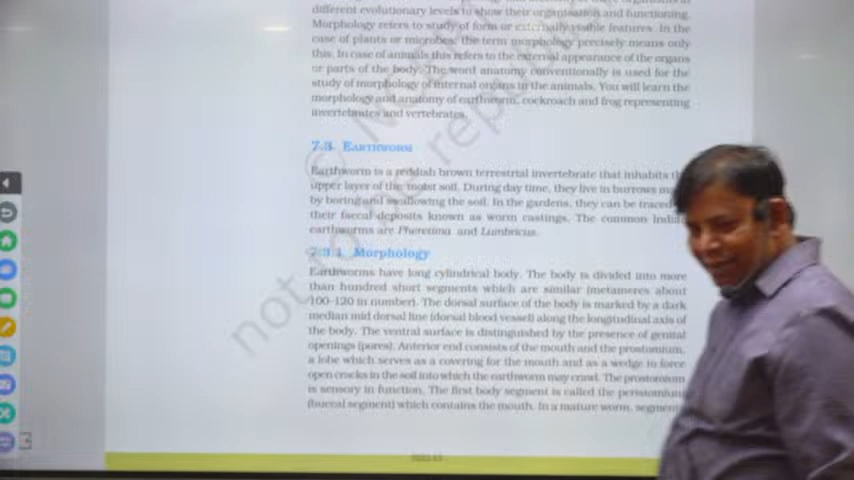 different evolutionary levels to show their organisation and functioning.
Morphology refers to study of form or externally visible features. In the
case of plants or microbes, the term morphology precisely means only
this. In case of animals this refers to the external appearance of the organs
or parts of the body. The word anatomy conventionally is used for the
study of morphology of internal organs in the animals. You will learn the
morphology and anatomy of earthworm, cockroach and frog representing
invertebrates and vertebrates.
7.3 EARTHWORM
Earthworm is a reddish brown terrestrial invertebrate that inhabits
upper layer of the moist soil. During day time, they live in burrows
by boring and swallowing the soil. In the gardens, they can be traced
their faecal deposits known as worm castings. The common
earthworms are Pheretima and Lumbricus.
7.3.1 Morphology
Earthworms have long cylindrical body. The body is divided into more
than hundred short segments which are similar (metameres about
100-120 in number). The dorsal surface of the body is marked by a dark
median mid dorsal line (dorsal blood vessel) along the longitudinal axis of
the body. The ventral surface is distinguished by the presence of genital
openings (pores). Anterior end consists of the mouth and the prostomium,
a lobe which serves as a covering for the mouth and as a wedge to force
open cracks in the soil into which the earthworm may crawl. The prostomium
is sensory in function. The first body segment is called the peristomium
(buccal segment) which contains the mouth. In a mature worm, segments
not to be republ